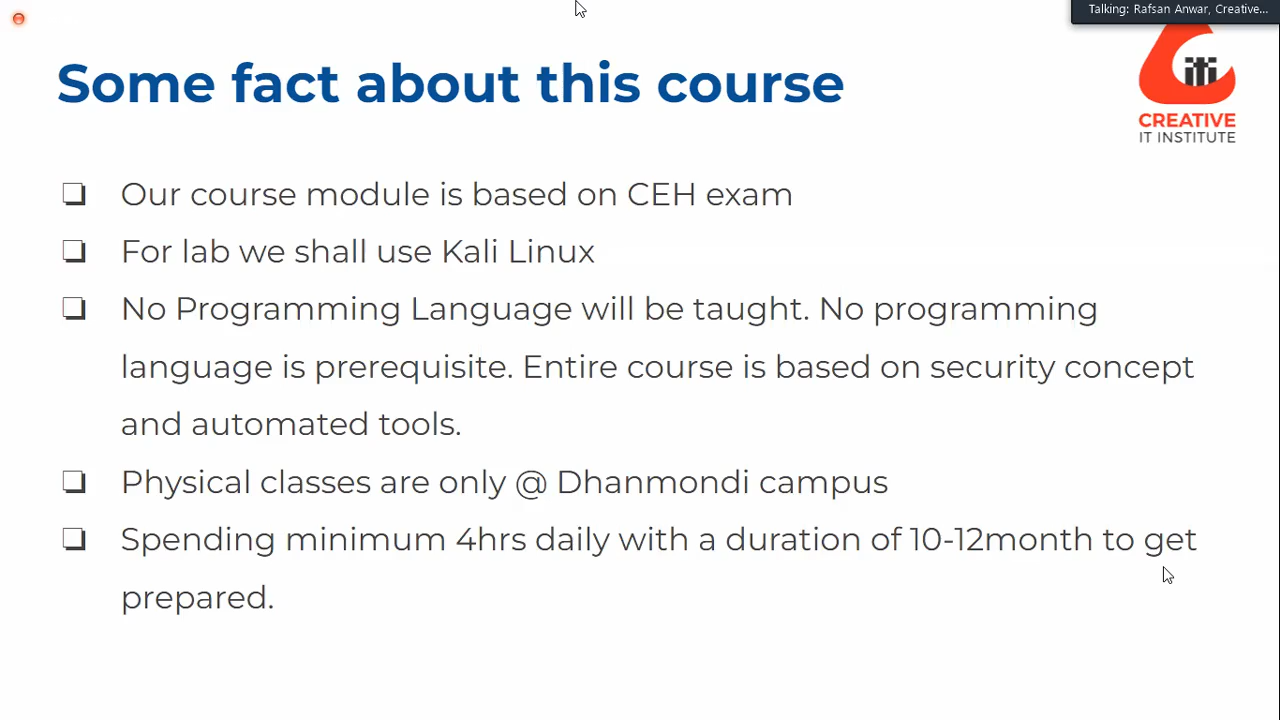 Talking: Rafsan Anwar, Creative...
Some fact about this course
iti
CREATIVE
IT INSTITUTE
❑ Our course module is based on CEH exam
❑ For lab we shall use Kali Linux
❑ No Programming Language will be taught. No programming
language is prerequisite. Entire course is based on security concept
and automated tools.
❑ Physical classes are only @ Dhanmondi campus
❑ Spending minimum 4hrs daily with a duration of 10-12month to get
prepared.